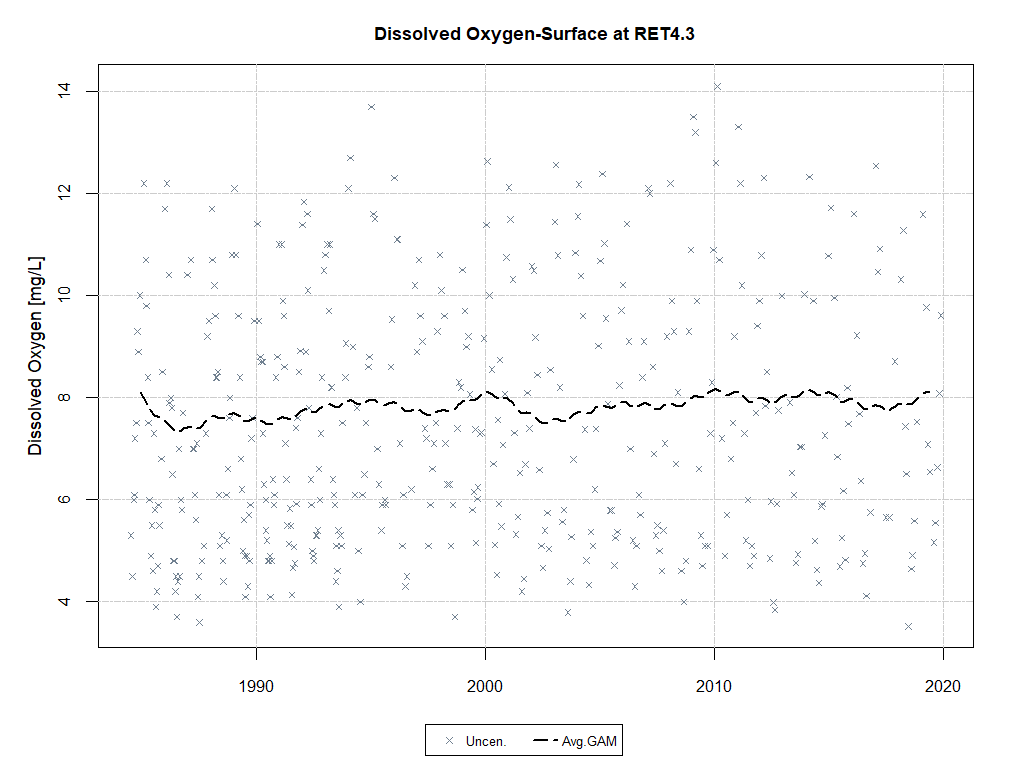 Dissolved Oxygen-Surface at RET4.3
Dissolved Oxygen [mg/L]
14
12
10
8
6
4
1990 2000 2010 2020
Uncen. Avg.GAM